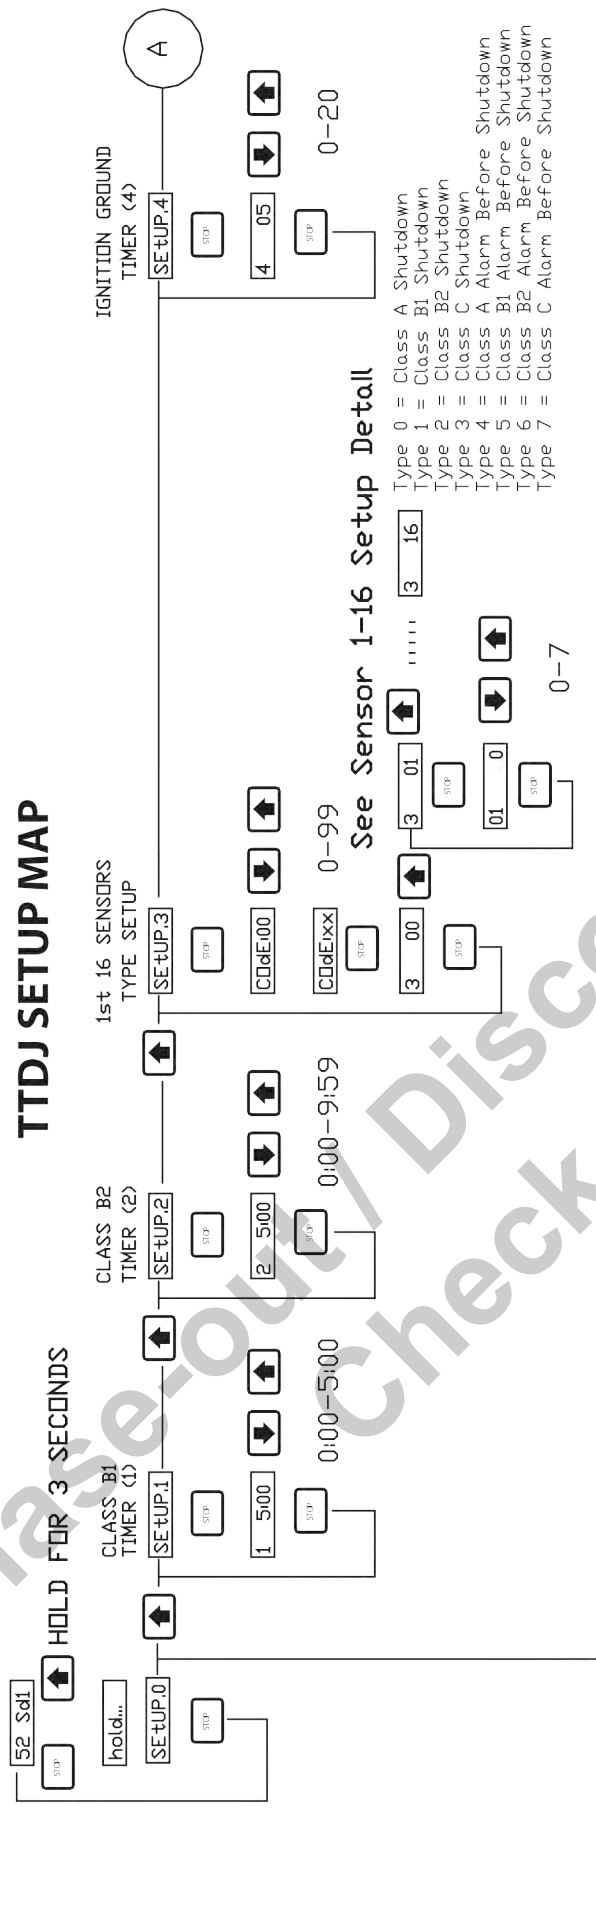 TTDJ SETUP MAP
52 Sd1
STOP
HOLD FOR 3 SECONDS
hold...
SEtUP.0
STOP
CLASS B1
TIMER (1)
SEtUP.1
STOP
1 5:00
STOP
0:00-5:00
CLASS B2
TIMER (2)
SEtUP.2
STOP
2 5:00
STOP
0:00-9:59
1st 16 SENSORS
TYPE SETUP
SEtUP.3
STOP
COdE:00
0-99
COdE:xx
STOP
3 00
STOP
See Sensor 1-16 Setup Detail
3 01
STOP
3 16
01 0
STOP
0-7
Type 0 = Class A Shutdown
Type 1 = Class B1 Shutdown
Type 2 = Class B2 Shutdown
Type 3 = Class C Shutdown
Type 4 = Class A Alarm Before Shutdown
Type 5 = Class B1 Alarm Before Shutdown
Type 6 = Class B2 Alarm Before Shutdown
Type 7 = Class C Alarm Before Shutdown
IGNITION GROUND
TIMER (4)
SEtUP.4
STOP
4 05
STOP
0-20
A
ase-out / Disco
Check